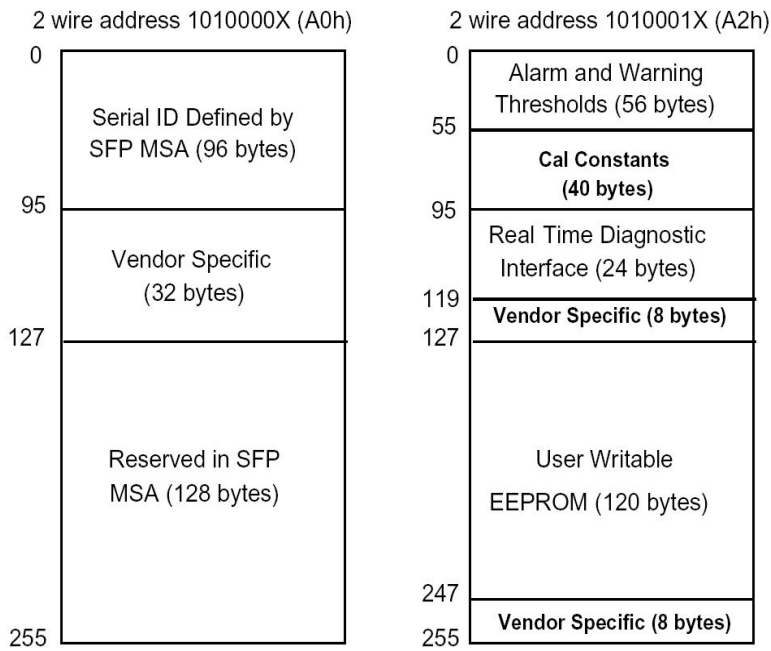 2 wire address 1010000X (A0h)
0
Serial ID Defined by
SFP MSA (96 bytes)
95
Vendor Specific
(32 bytes)
127
Reserved in SFP
MSA (128 bytes)
255
2 wire address 1010001X (A2h)
0
Alarm and Warning
Thresholds (56 bytes)
55
Cal Constants
(40 bytes)
95
Real Time Diagnostic
Interface (24 bytes)
119
Vendor Specific (8 bytes)
127
User Writable
EEPROM (120 bytes)
247
Vendor Specific (8 bytes)
255